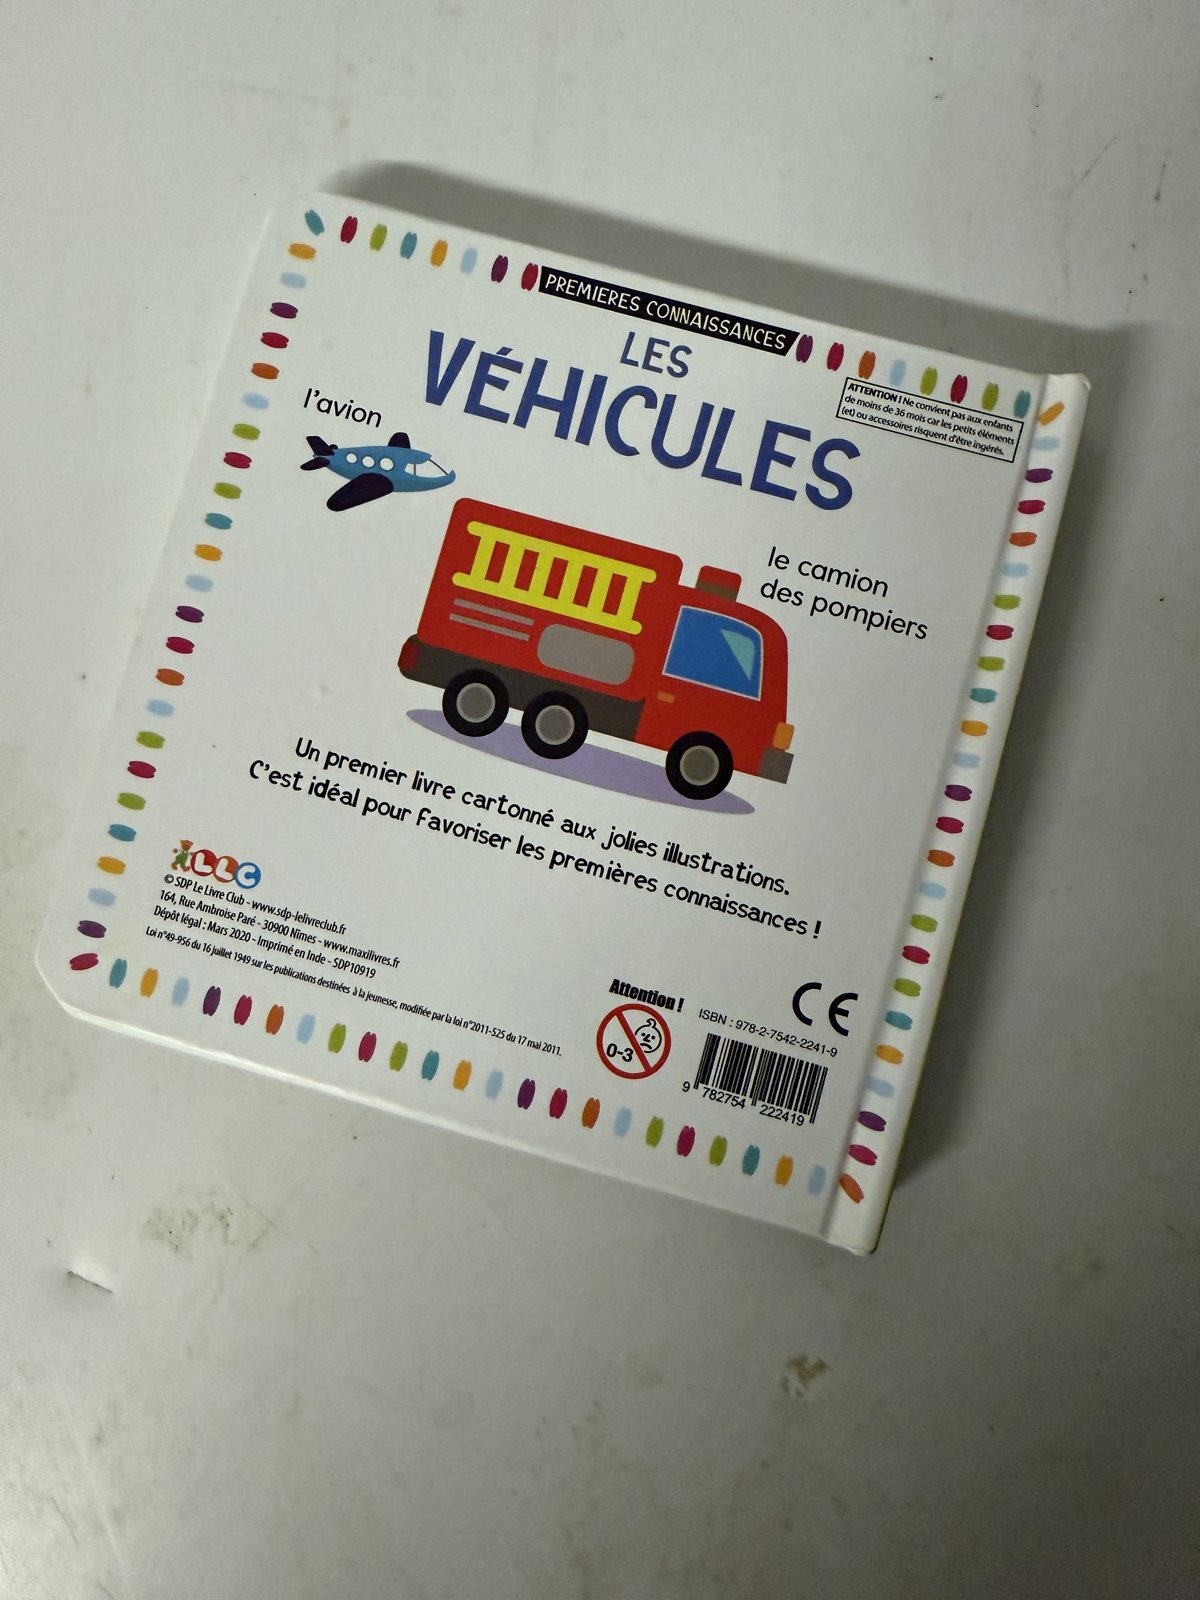 PREMIERES CONNAISSANCES
LES
VÉHICULES
ATTENTION ! Ne convient pas aux enfants
de moins de 36 mois car les petits éléments
(et) ou accessoires risquent d'être ingérés.
l'avion
le camion
des pompiers
Un premier livre cartonné aux jolies illustrations.
C'est idéal pour favoriser les premières connaissances !
LLC
© SDP Le Livre Club - www.sdp-lelivreclub.fr
164, Rue Ambroise Paré - 30900 Nîmes - www.maxilivres.fr
Dépôt légal : Mars 2020 - Imprimé en Inde - SDP10919
Loi n°49-956 du 16 juillet 1949 sur les publications destinées à la jeunesse, modifiée par la loi n°2011-525 du 17 mai 2011.
Attention !
0-3
CE
ISBN : 978-2-7542-2241-9
9 782754 222419